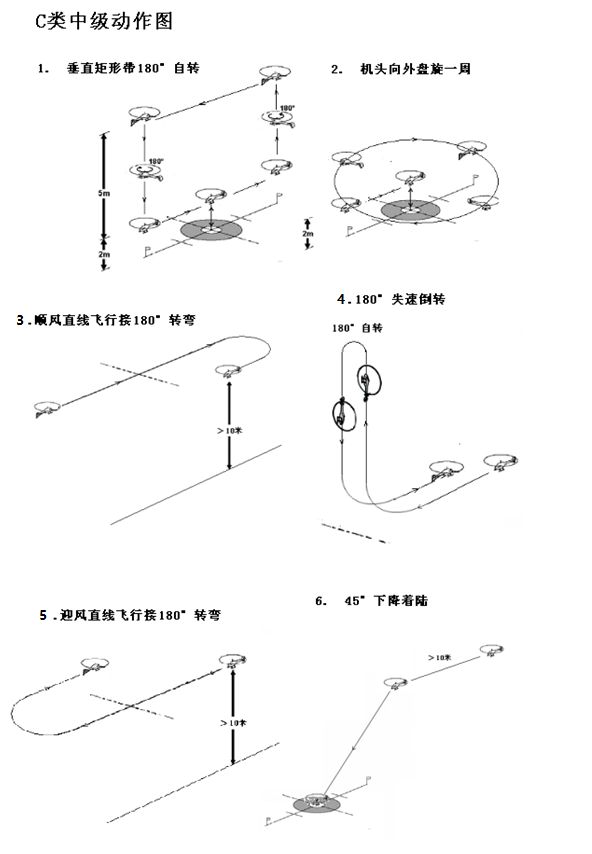 C类中级动作图
1. 垂直矩形带180°自转
2. 机头向外盘旋一周
180°
180°
5m
2m
2m
3.顺风直线飞行接180°转弯
4.180°失速倒转
180°自转
>10米
>10米
5.迎风直线飞行接180°转弯
6. 45°下降着陆
>10米